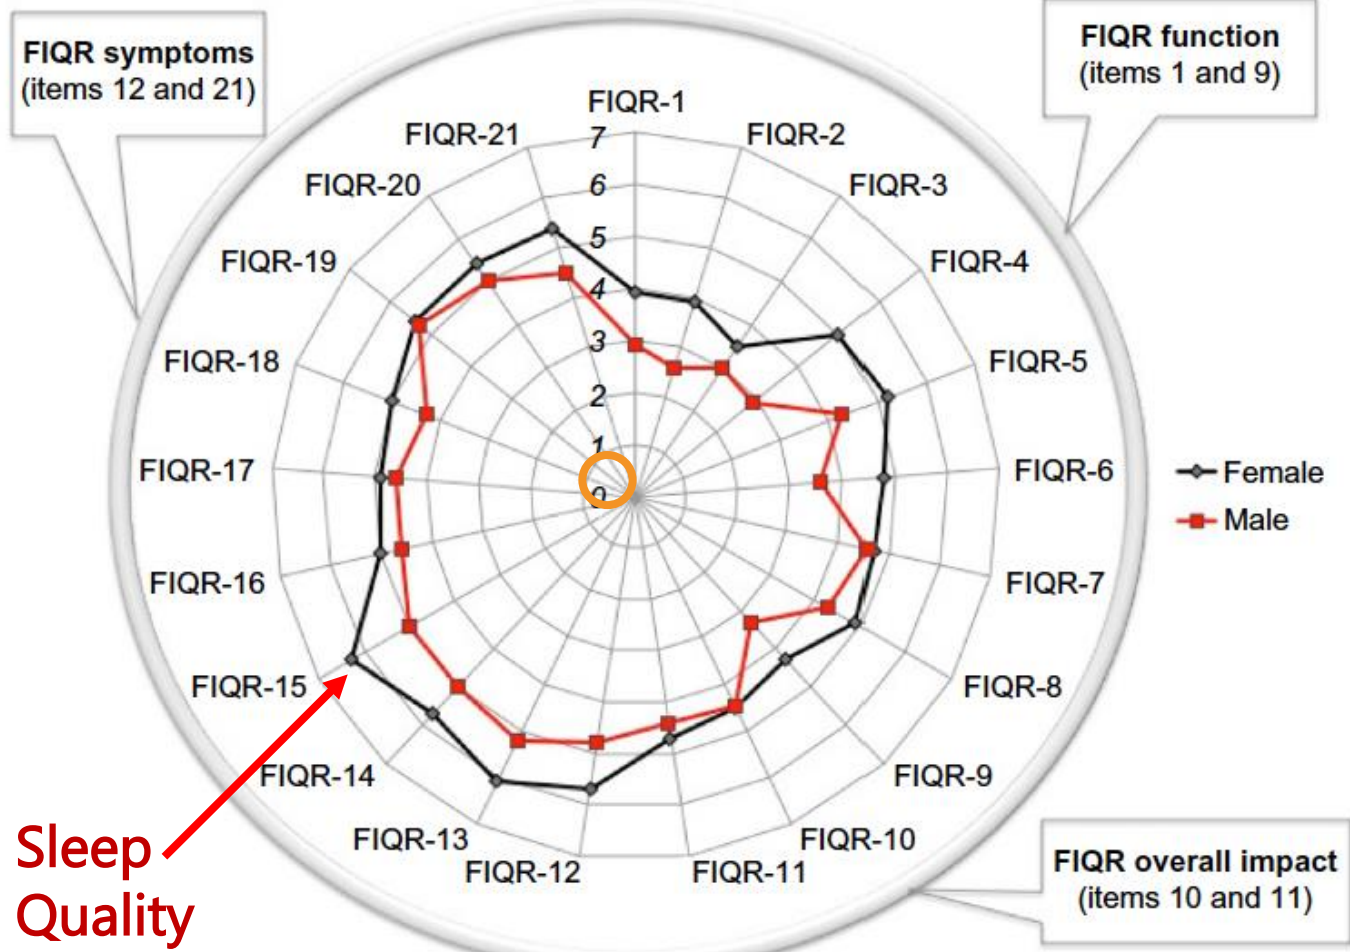 FIQR symptoms
(items 12 and 21)
FIQR function
(items 1 and 9)
FIQR-1
FIQR-2
FIQR-3
FIQR-4
FIQR-5
FIQR-6
FIQR-7
FIQR-8
FIQR-9
FIQR-10
FIQR-11
FIQR-12
FIQR-13
FIQR-14
FIQR-15
FIQR-16
FIQR-17
FIQR-18
FIQR-19
FIQR-20
FIQR-21
7
6
5
4
3
2
1
0
Female
Male
Sleep
Quality
FIQR overall impact
(items 10 and 11)